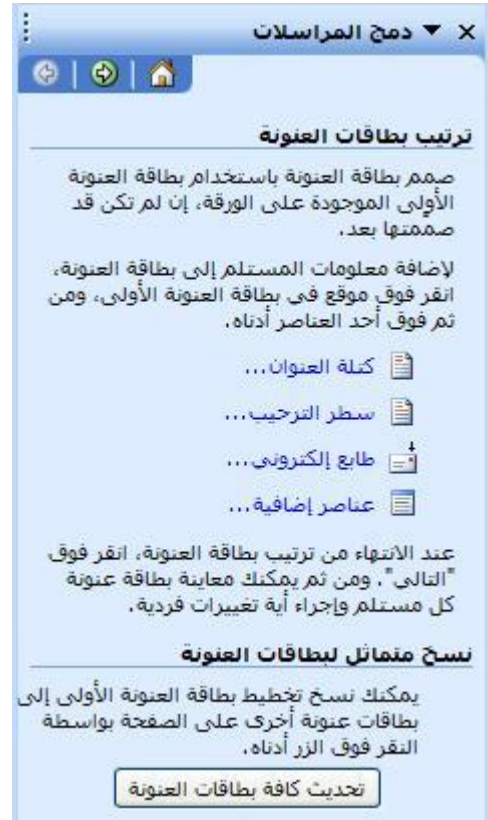 دمج المراسلات
ترتيب بطاقات العنونة
صمم بطاقة العنونة باستخدام بطاقة العنونة
الأولى الموجودة على الورقة، إن لم تكن قد
صممتها بعد.
لإضافة معلومات المستلم إلى بطاقة العنونة،
انقر فوق موقع في بطاقة العنونة الأولى، ومن
ثم فوق أحد العناصر أدناه.
كتلة العنوان...
سطر الترحيب...
طابع إلكتروني...
عناصر إضافية...
عند الانتهاء من ترتيب بطاقة العنونة، انقر فوق
"التالي". ومن ثم يمكنك معاينة بطاقة عنونة
كل مستلم وإجراء أية تغييرات فردية.
نسخ متماثل لبطاقات العنونة
يمكنك نسخ تخطيط بطاقة العنونة الأولى إلى
بطاقات عنونة أخرى على الصفحة بواسطة
النقر فوق الزر أدناه.
تحديث كافة بطاقات العنونة